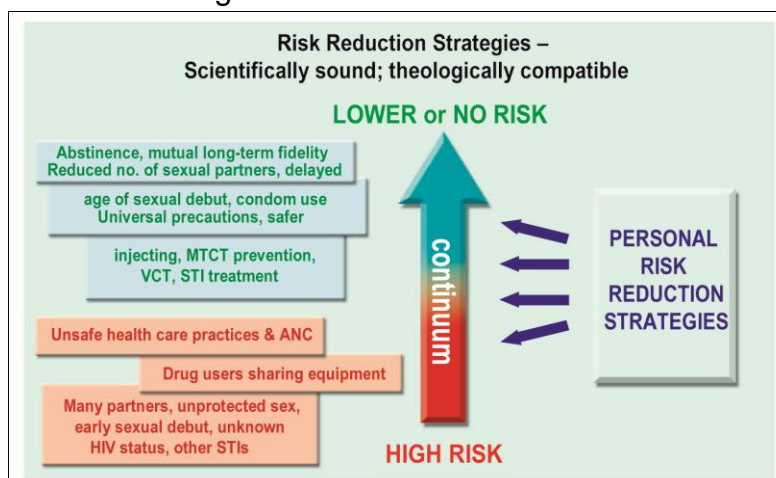 Risk Reduction Strategies –
Scientifically sound; theologically compatible
LOWER or NO RISK
Abstinence, mutual long-term fidelity
Reduced no. of sexual partners, delayed
age of sexual debut, condom use
Universal precautions, safer
injecting, MTCT prevention,
VCT, STI treatment
Unsafe health care practices & ANC
Drug users sharing equipment
Many partners, unprotected sex,
early sexual debut, unknown
HIV status, other STIs
continuum
HIGH RISK
PERSONAL
RISK
REDUCTION
STRATEGIES